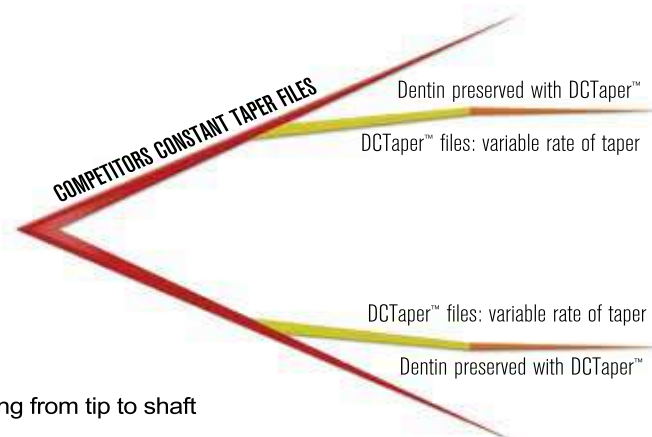 COMPETITORS CONSTANT TAPER FILES
Dentin preserved with DCTaper™
DCTaper™ files: variable rate of taper
DCTaper™ files: variable rate of taper
Dentin preserved with DCTaper™
from tip to shaft